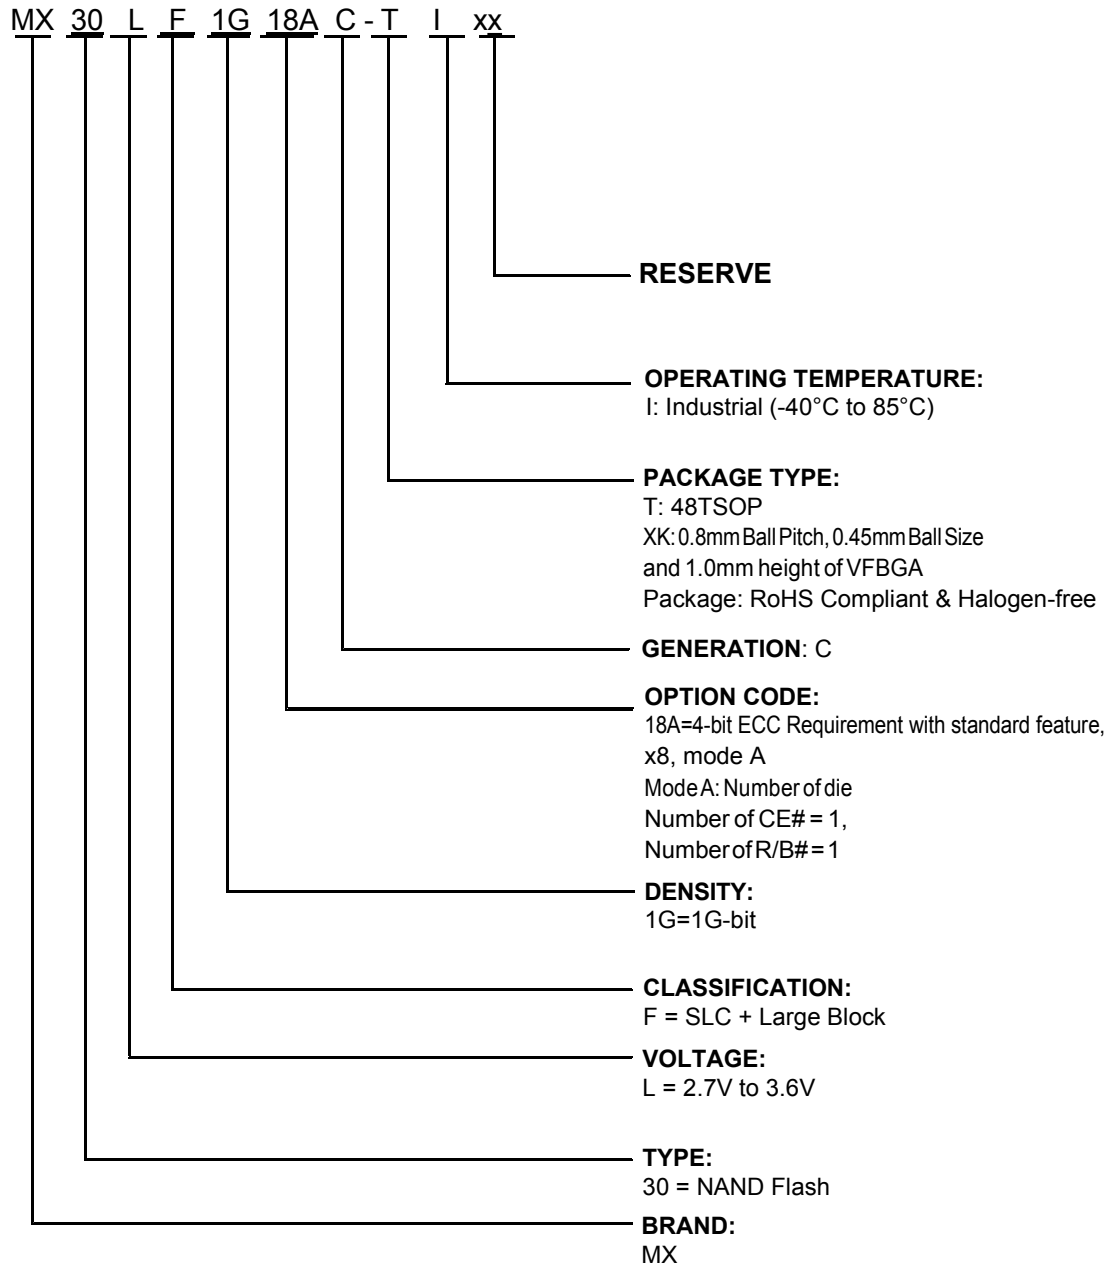 MX 30 L F 1G 18A C - T I xx
RESERVE
OPERATING TEMPERATURE:
I: Industrial (-40°C to 85°C)
PACKAGE TYPE:
T: 48TSOP
XK: 0.8mm Ball Pitch, 0.45mm Ball Size
and 1.0mm height of VFBGA
Package: RoHS Compliant & Halogen-free
GENERATION: C
OPTION CODE:
18A=4-bit ECC Requirement with standard feature,
x8, mode A
Mode A: Number of die
Number of CE# = 1,
Number of R/B# = 1
DENSITY:
1G=1G-bit
CLASSIFICATION:
F = SLC + Large Block
VOLTAGE:
L = 2.7V to 3.6V
TYPE:
30 = NAND Flash
BRAND:
MX